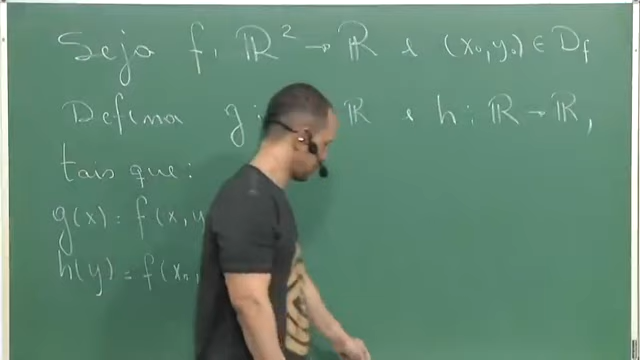 Seja f: ℝ² → ℝ e (x₀, y₀) ∈ D_f
Defina g: ℝ e h: ℝ → ℝ,
tais que:
g(x) = f(x, y
h(y) = f(x₀,